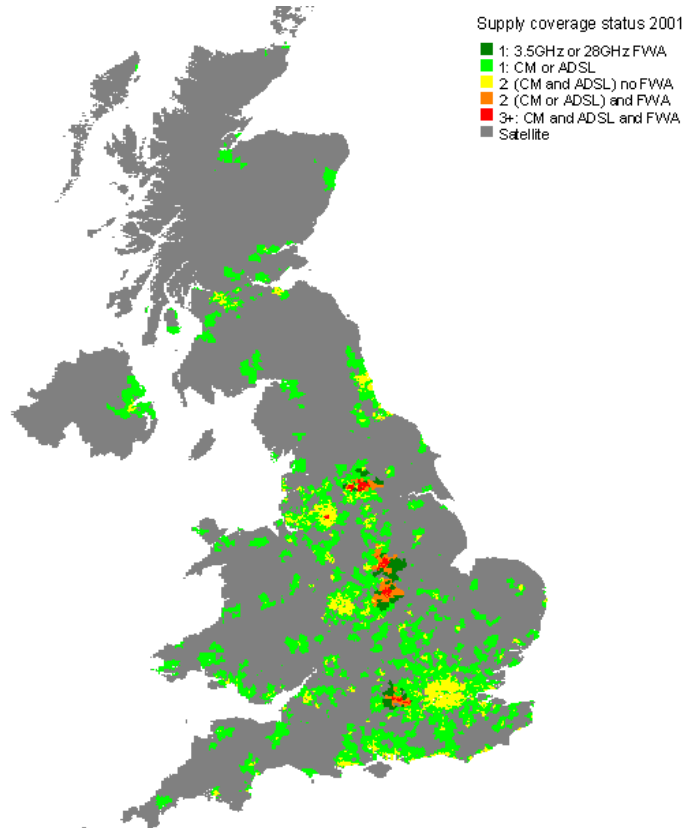 Supply coverage status 2001
1: 3.5GHz or 28GHz FWA
1: CM or ADSL
2: (CM and ADSL) no FWA
2: (CM or ADSL) and FWA
3+: CM and ADSL and FWA
Satellite